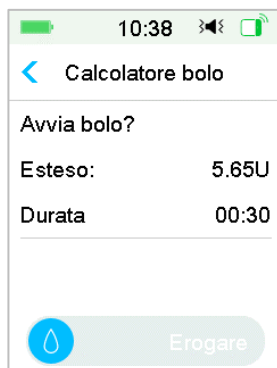 10:38
Calcolatore bolo
Avvia bolo?
Esteso: 5.65U
Durata 00:30
Erogare